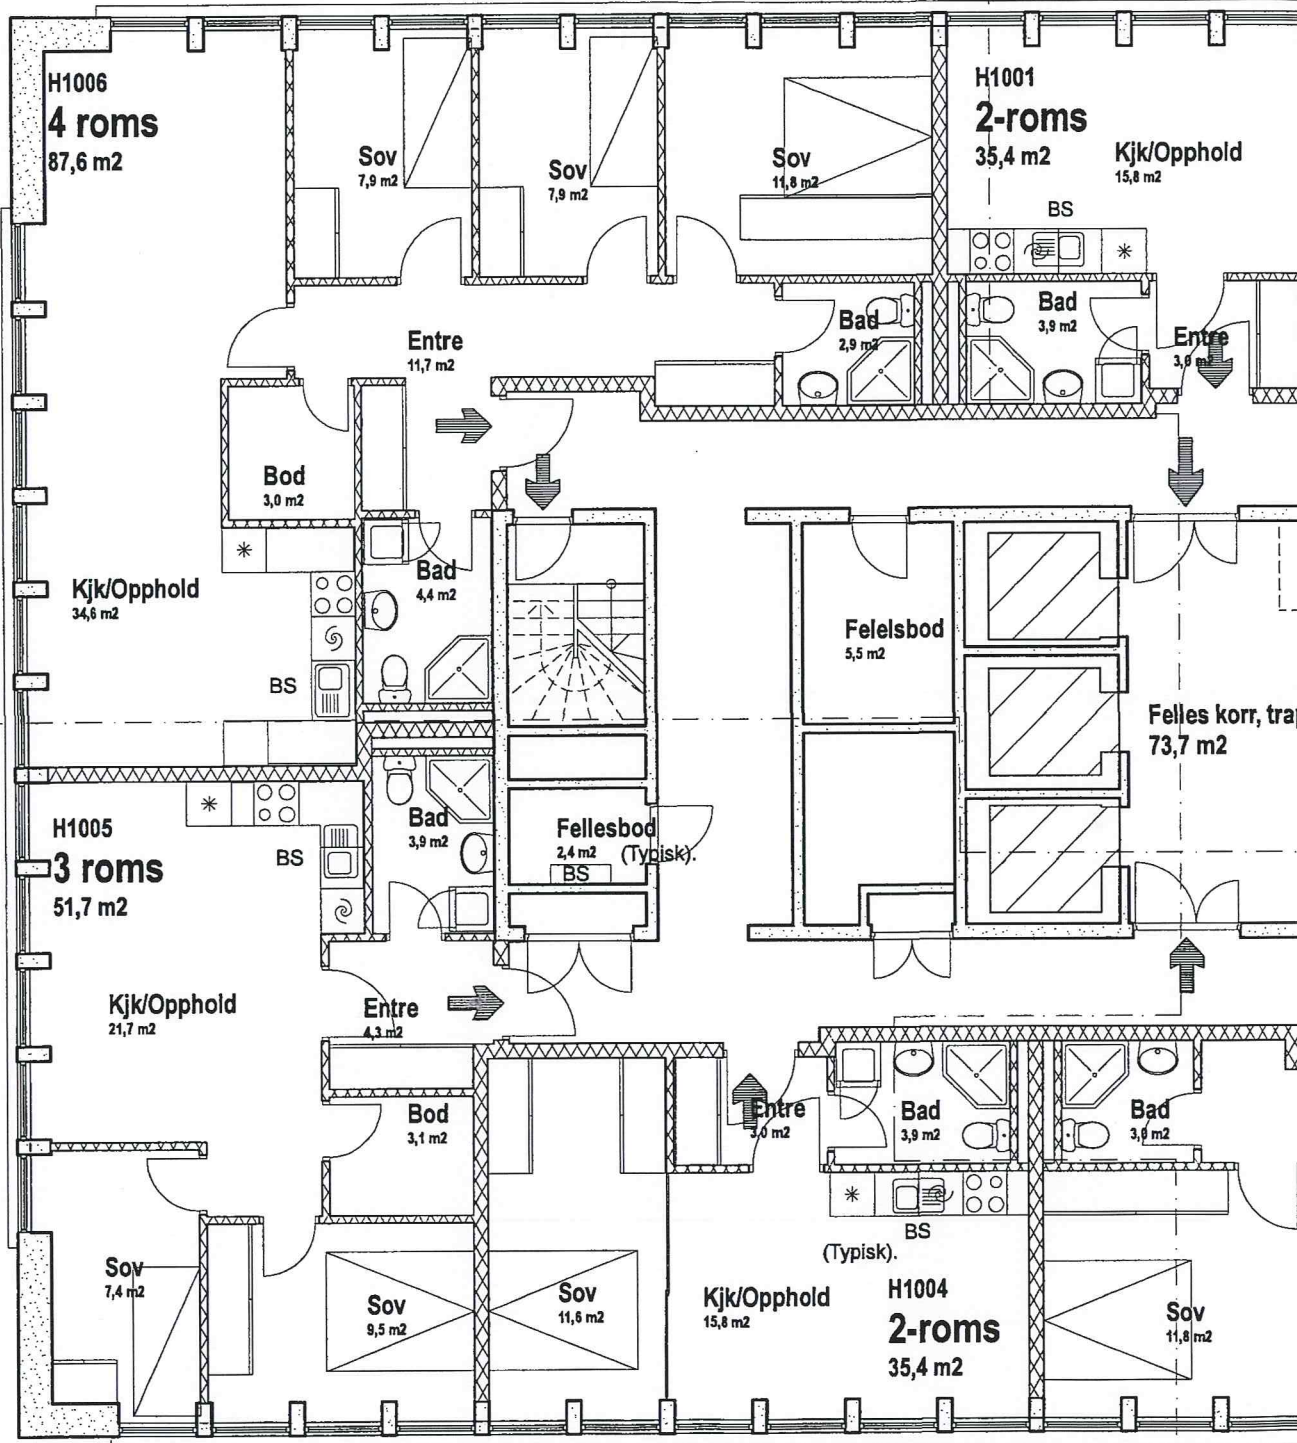 H1006
4 roms
87,6 m2
Sov
7,9 m2
Sov
7,9 m2
Sov
11,8 m2
H1001
2-roms
35,4 m2
Kjk/Opphold
15,8 m2
BS
Entre
11,7 m2
Bad
2,9 m2
Bad
3,9 m2
Entre
3,0 m2
Bod
3,0 m2
Kjk/Opphold
34,6 m2
Bad
4,4 m2
BS
Felelsbod
5,5 m2
Felles korr, tra
73,7 m2
H1005
3 roms
51,7 m2
BS
Bad
3,9 m2
Fellesbod
2,4 m2
(Typisk).
BS
Kjk/Opphold
21,7 m2
Entre
4,3 m2
Bod
3,1 m2
Entre
3,0 m2
Bad
3,9 m2
Bad
BS
(Typisk).
Sov
7,4 m2
Sov
9,5 m2
Sov
11,6 m2
Kjk/Opphold
15,8 m2
H1004
2-roms
35,4 m2
Sov
11,8 m2